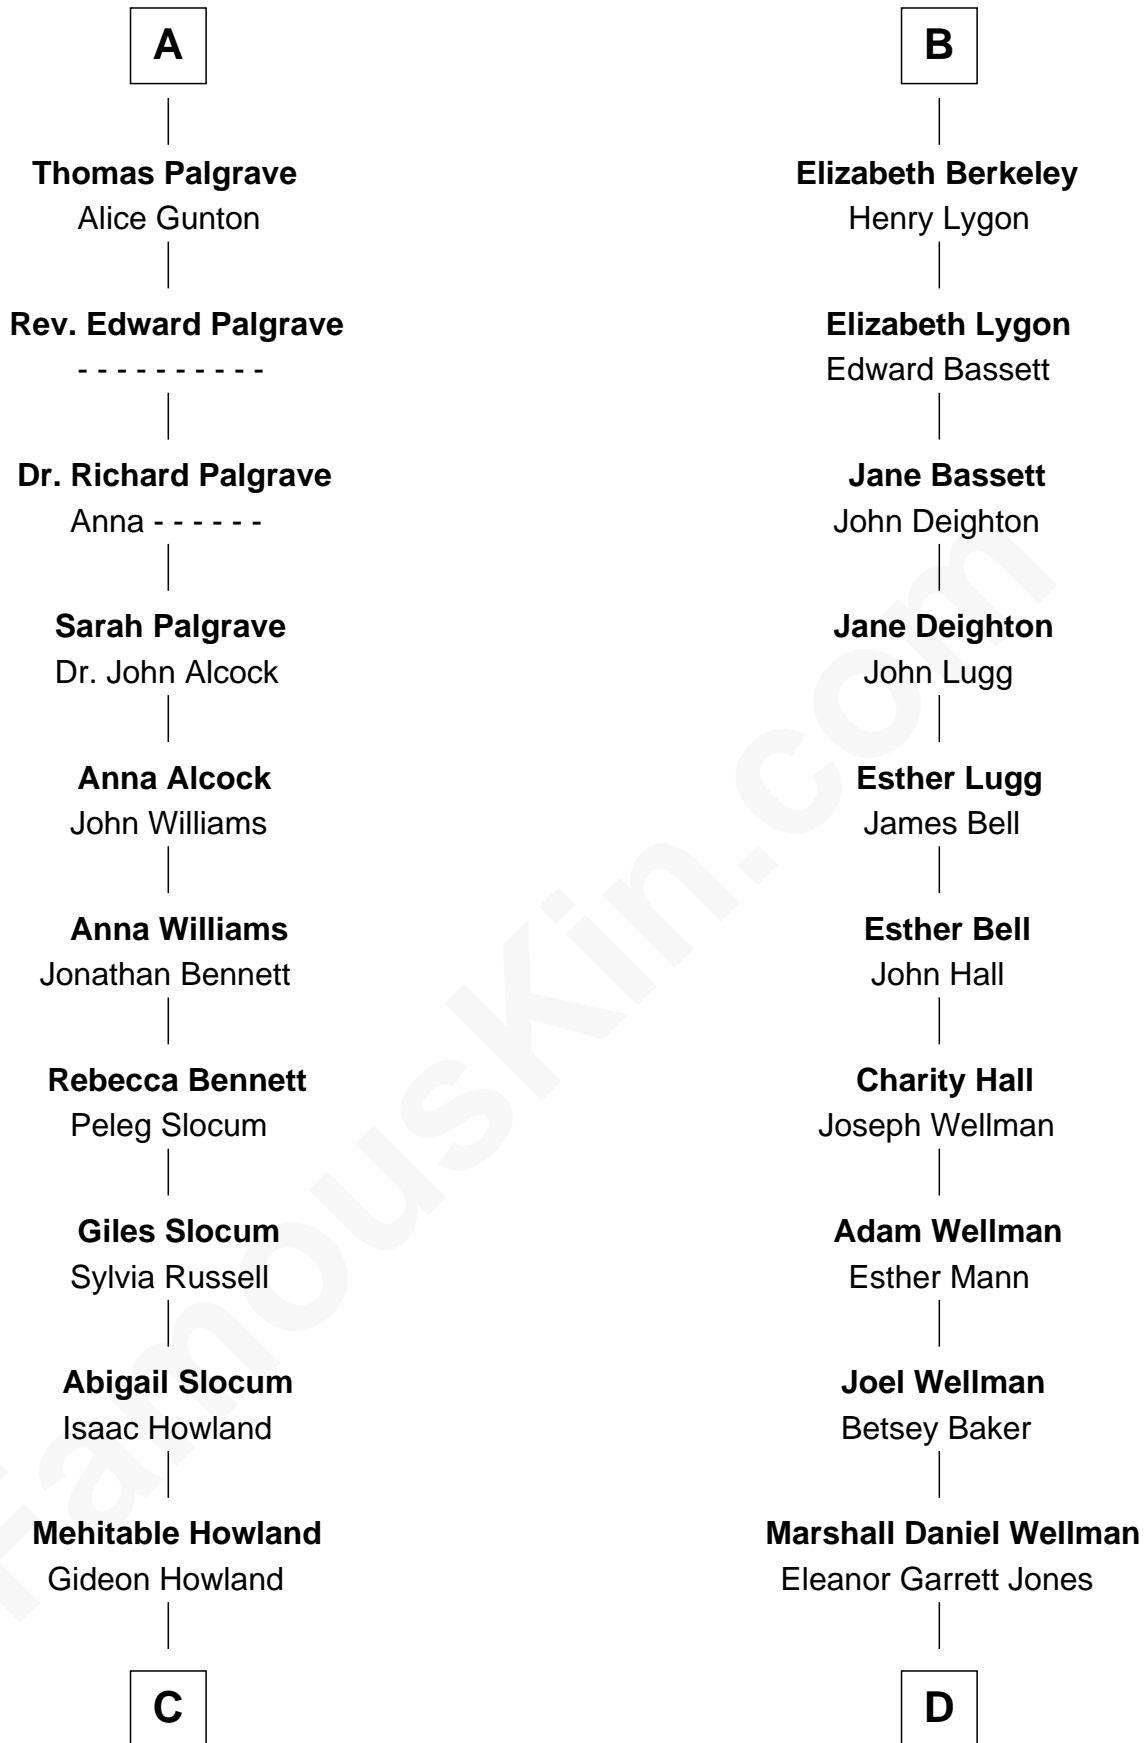 A
Thomas Palgrave
Alice Gunton
Rev. Edward Palgrave
- - - - - - - - - -
Dr. Richard Palgrave
Anna - - - - - -
Sarah Palgrave
Dr. John Alcock
Anna Alcock
John Williams
Anna Williams
Jonathan Bennett
Rebecca Bennett
Peleg Slocum
Giles Slocum
Sylvia Russell
Abigail Slocum
Isaac Howland
Mehitable Howland
Gideon Howland
C
B
Elizabeth Berkeley
Henry Lygon
Elizabeth Lygon
Edward Bassett
Jane Bassett
John Deighton
Jane Deighton
John Lugg
Esther Lugg
James Bell
Esther Bell
John Hall
Charity Hall
Joseph Wellman
Adam Wellman
Esther Mann
Joel Wellman
Betsey Baker
Marshall Daniel Wellman
Eleanor Garrett Jones
D
FamousKin.com